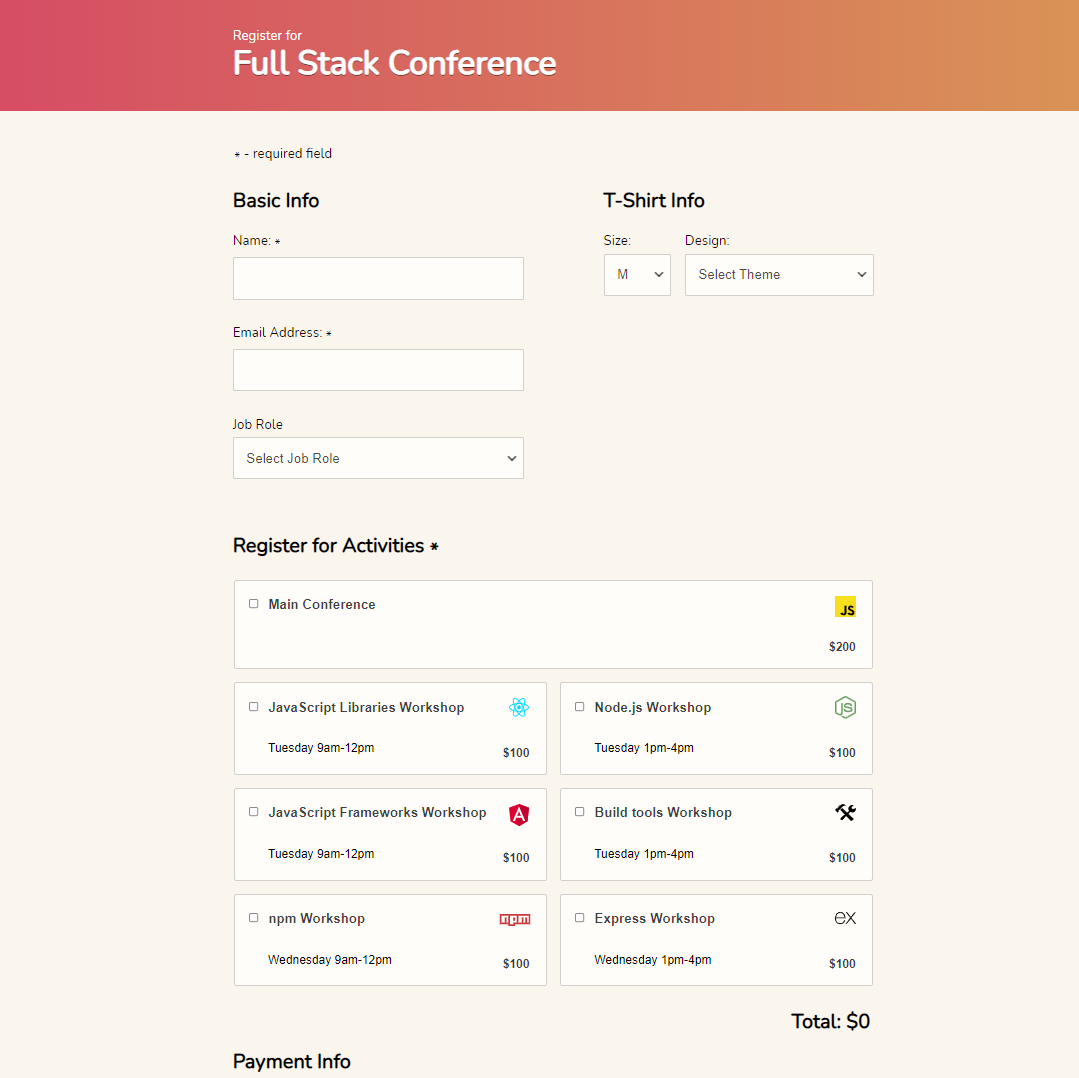 Register for
Full Stack Conference
* - required field
Basic Info
Name: *
Email Address: *
Job Role
Select Job Role
T-Shirt Info
Size:
Design:
M
Select Theme
Register for Activities *
Main Conference
JS
$200
JavaScript Libraries Workshop
Tuesday 9am-12pm
$100
Node.js Workshop
JS
Tuesday 1pm-4pm
$100
JavaScript Frameworks Workshop
A
Tuesday 9am-12pm
$100
Build tools Workshop
Tuesday 1pm-4pm
$100
npm Workshop
npm
Wednesday 9am-12pm
$100
Express Workshop
ex
Wednesday 1pm-4pm
$100
Total: $0
Payment Info